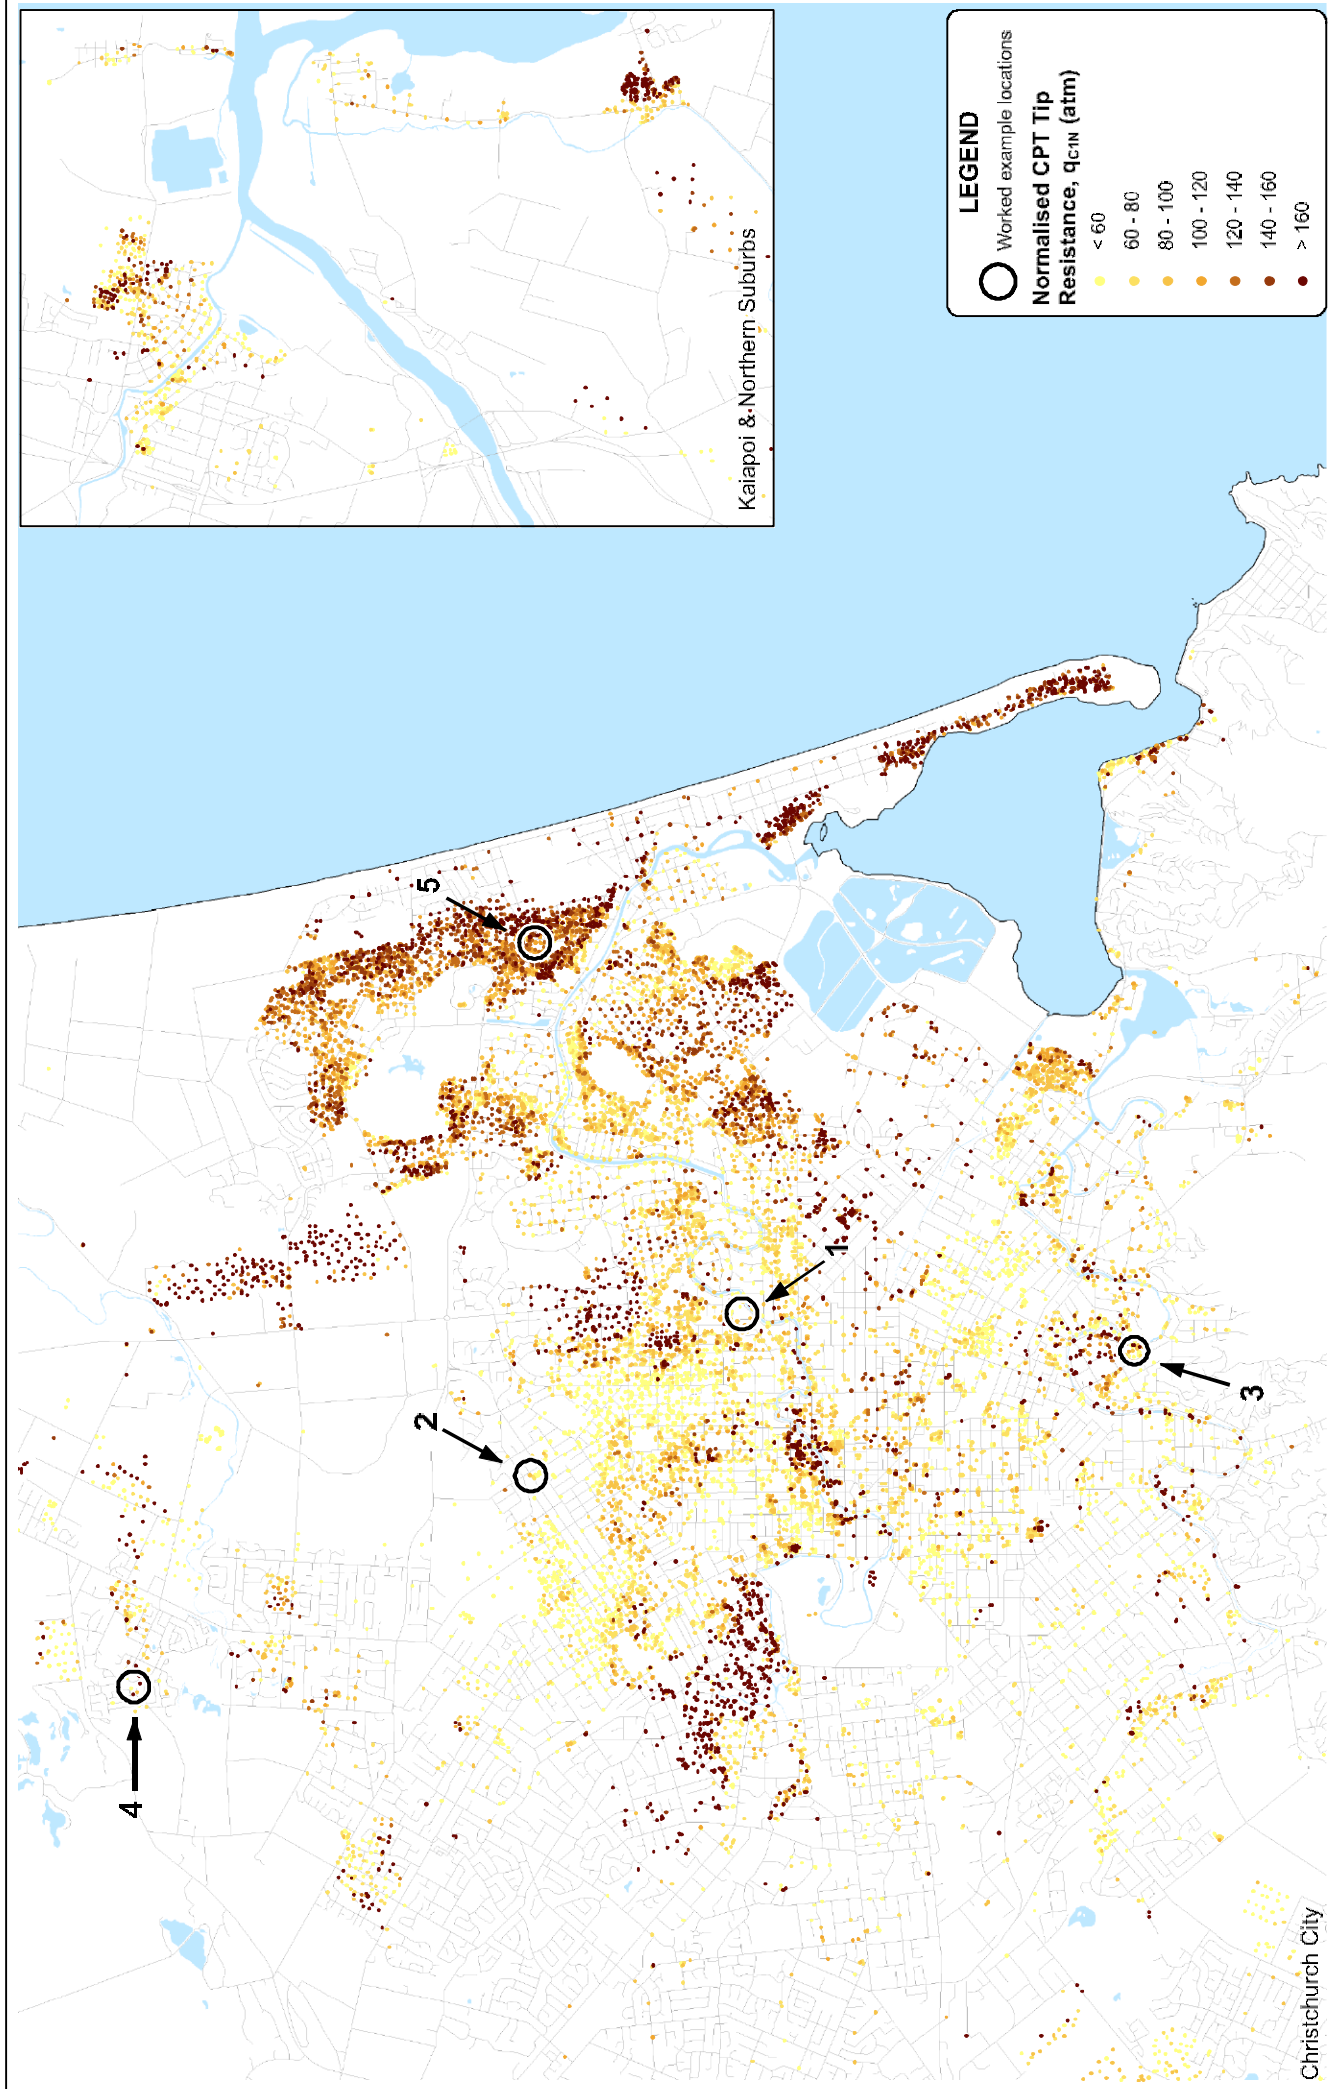 Kaiapoi & Northern Suburbs
LEGEND
Worked example locations
Normalised CPT Tip
Resistance, qC1N (atm)
< 60
60 - 80
80 - 100
100 - 120
120 - 140
140 - 160
> 160
5
1
2
3
4
Christchurch City